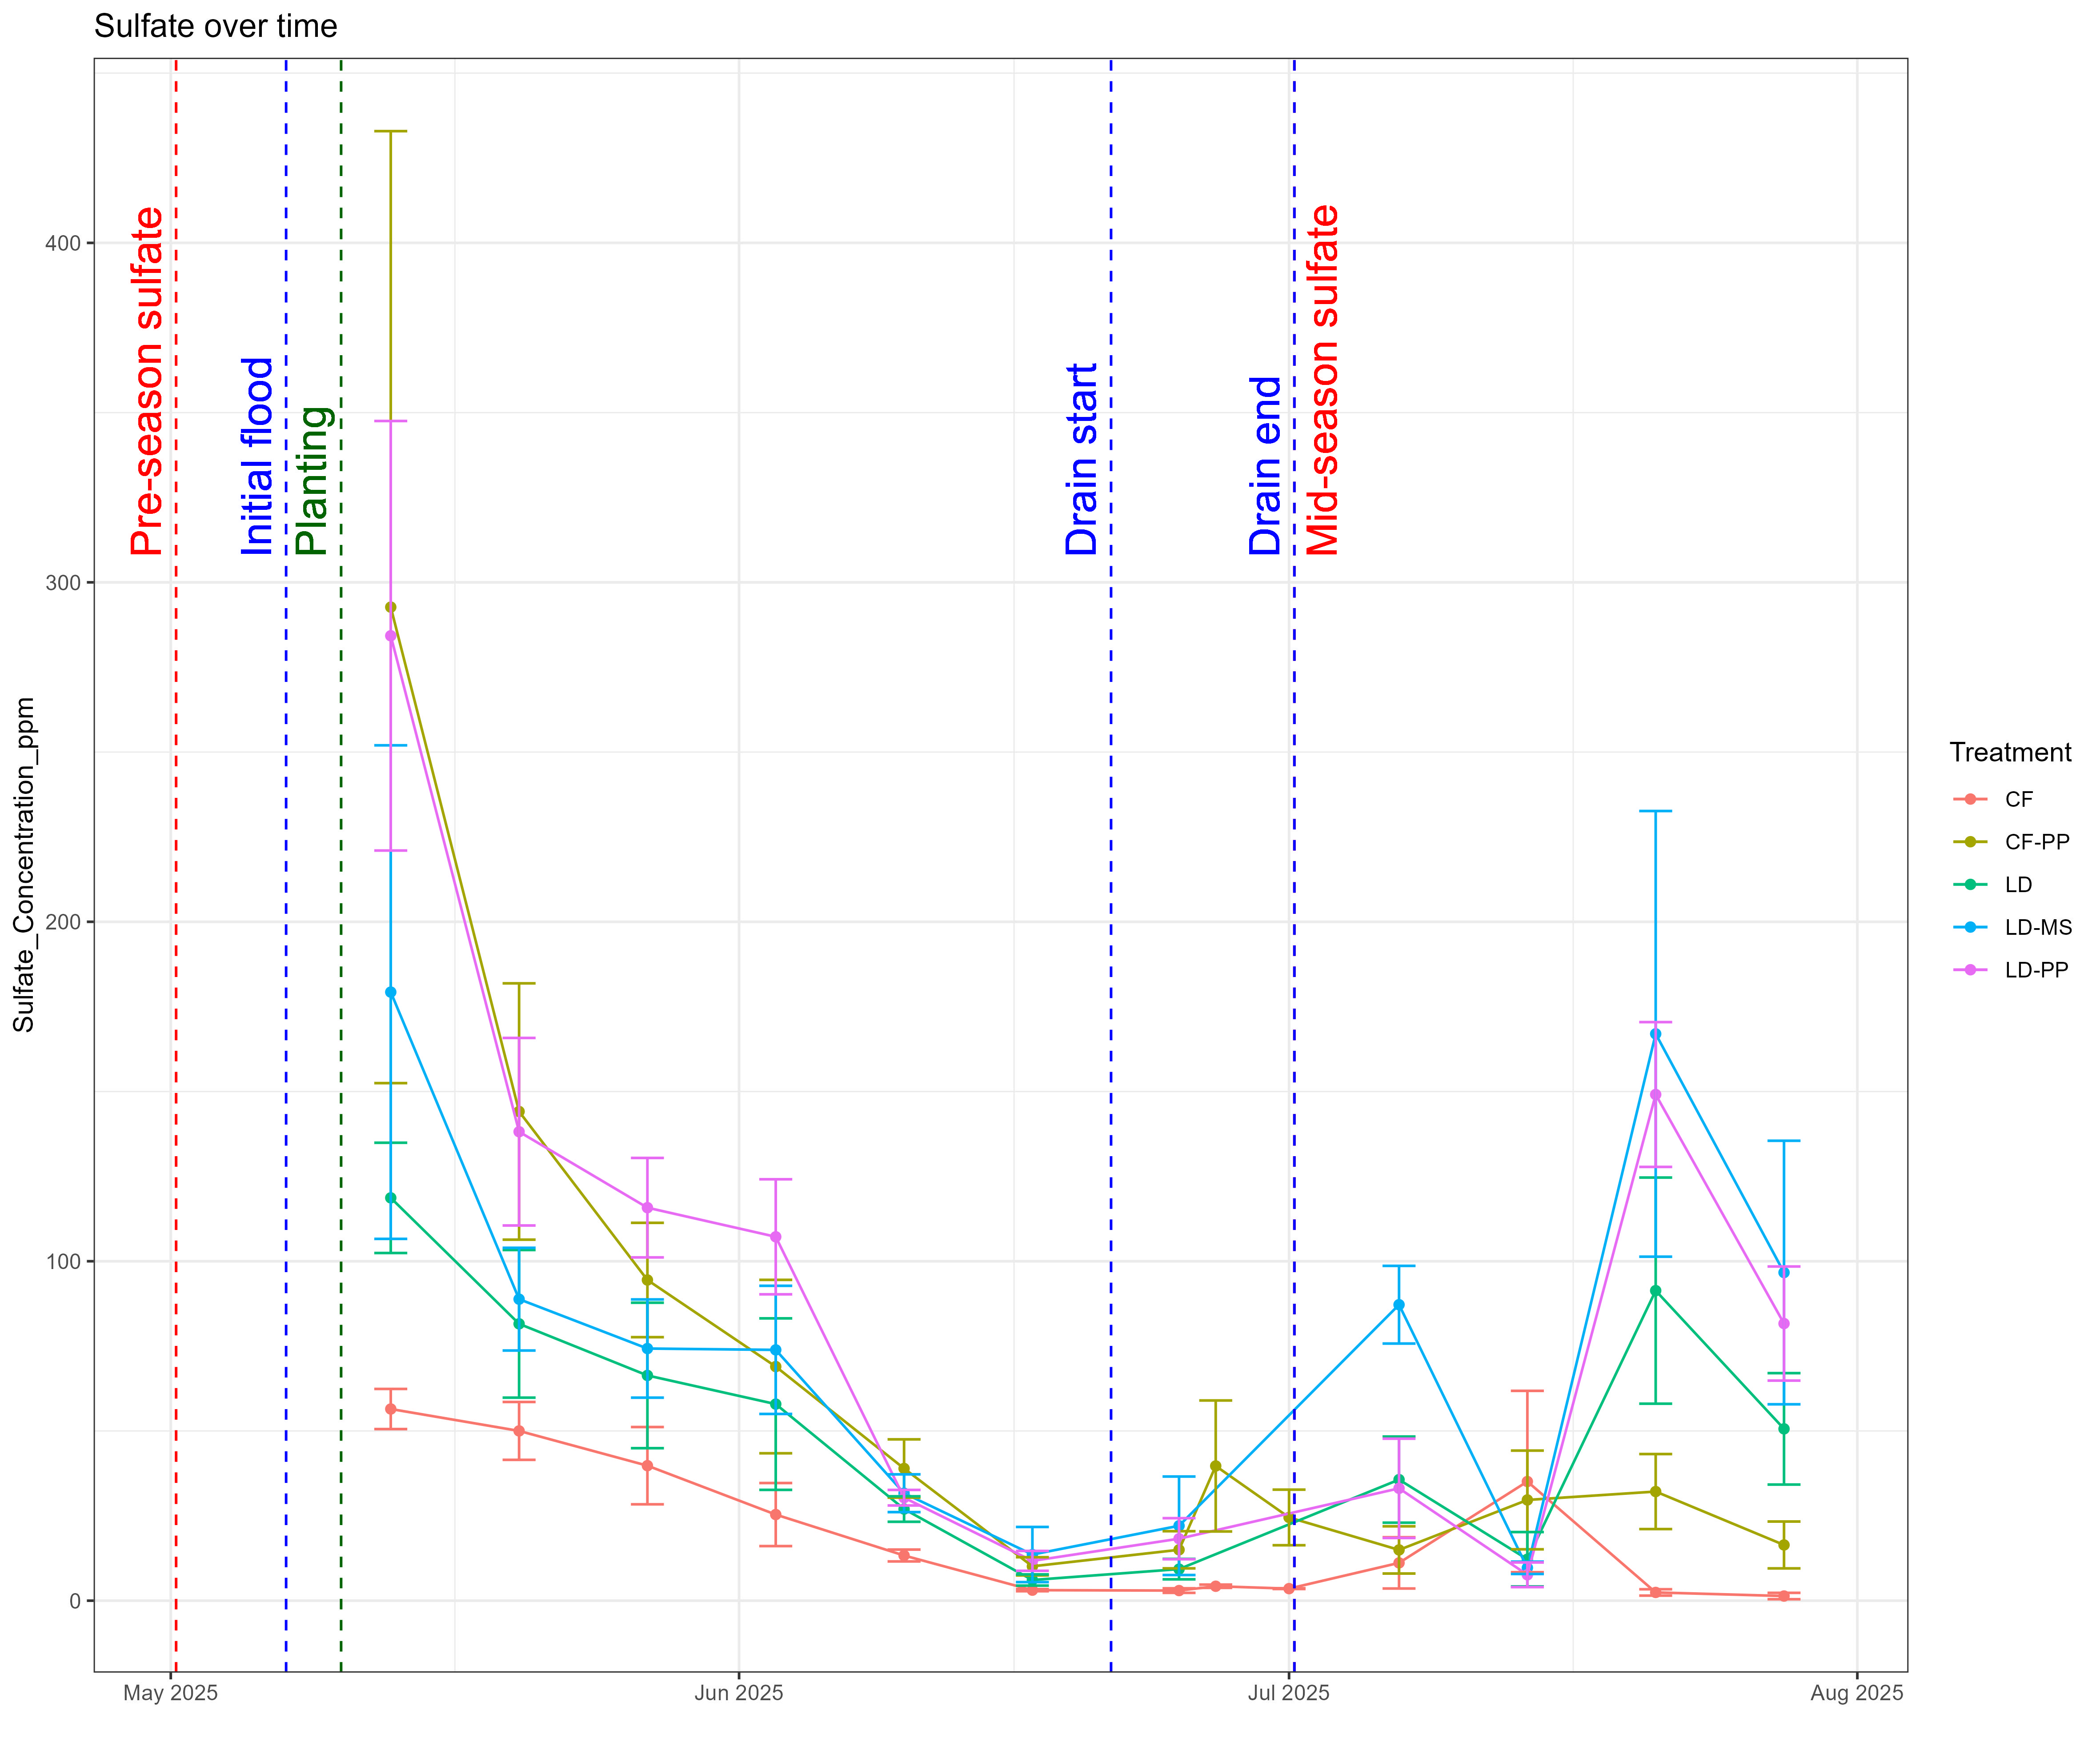 Sulfate over time
Sulfate_Concentration_ppm
400
300
200
100
0
Pre-season sulfate
Initial flood
Planting
Drain start
Drain end
Mid-season sulfate
May 2025
Jun 2025
Jul 2025
Aug 2025
Treatment
CF
CF-PP
LD
LD-MS
LD-PP